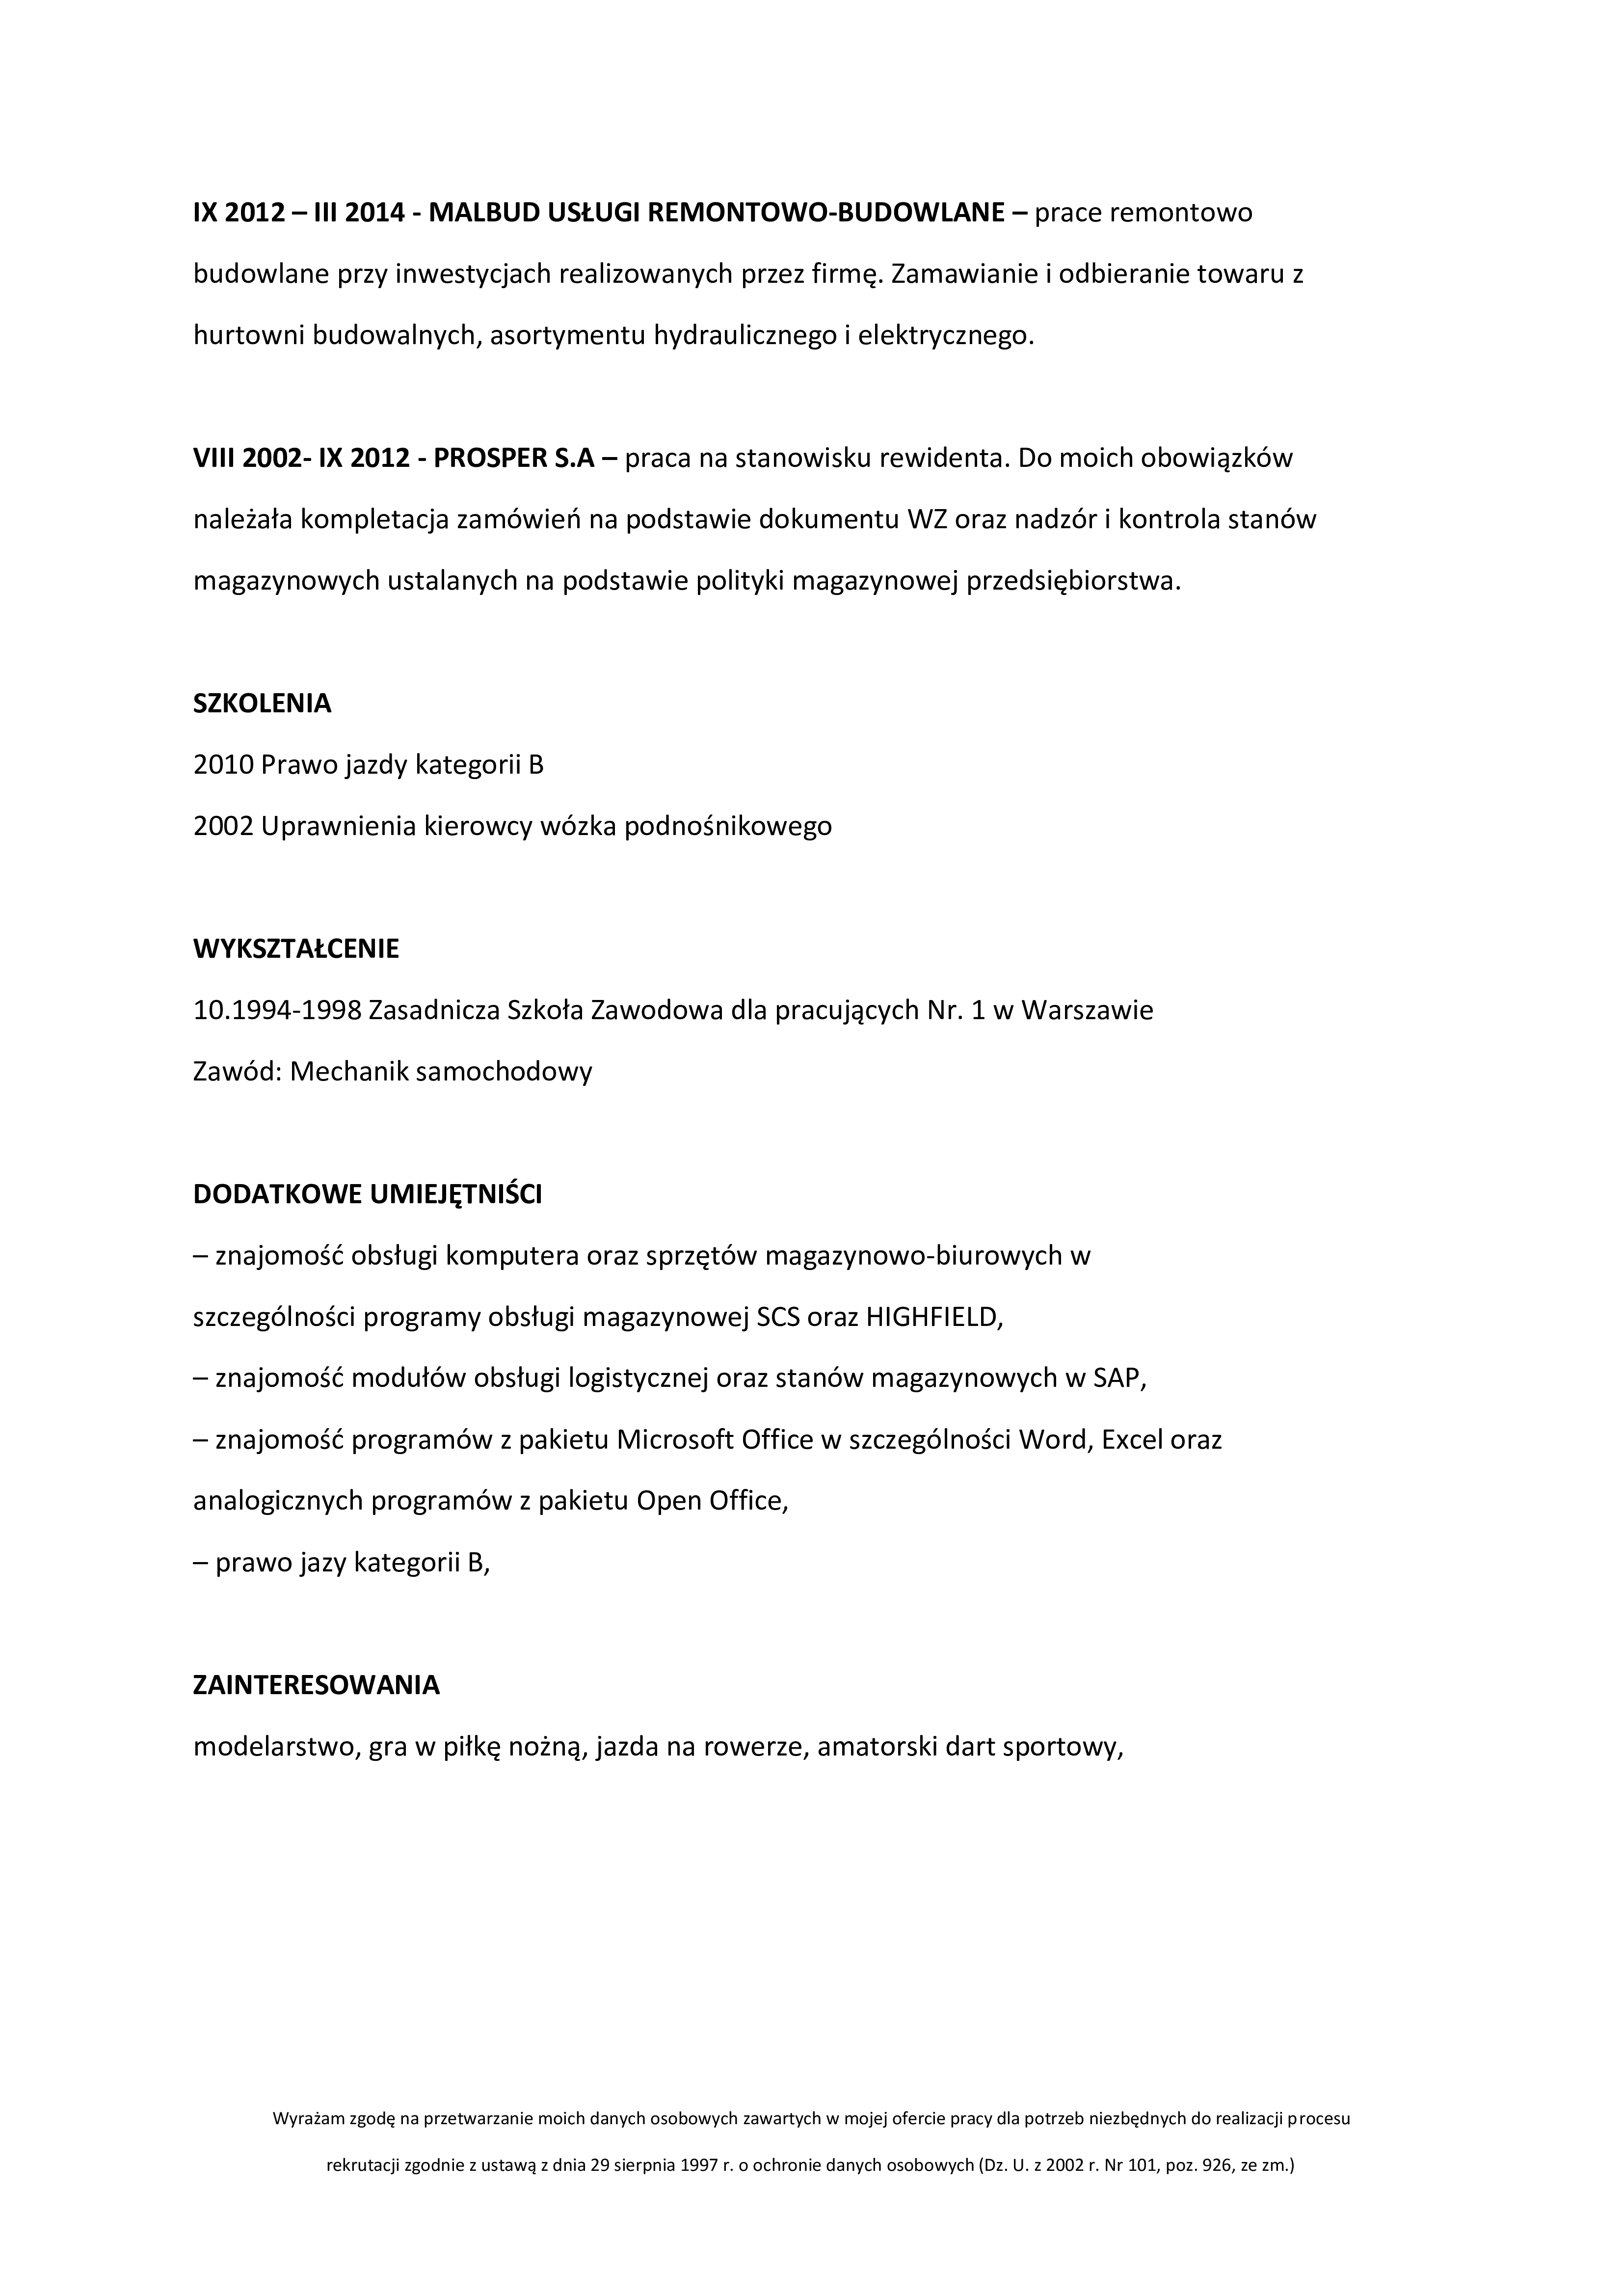 IX 2012 – III 2014 - MALBUD USŁUGI REMONTOWO-BUDOWLANE – prace remontowo
budowlane przy inwestycjach realizowanych przez firmę. Zamawianie i odbieranie towaru z
hurtowni budowalnych, asortymentu hydraulicznego i elektrycznego.
VIII 2002- IX 2012 - PROSPER S.A – praca na stanowisku rewidenta. Do moich obowiązków
należała kompletacja zamówień na podstawie dokumentu WZ oraz nadzór i kontrola stanów
magazynowych ustalanych na podstawie polityki magazynowej przedsiębiorstwa.
SZKOLENIA
2010 Prawo jazdy kategorii B
2002 Uprawnienia kierowcy wózka podnośnikowego
WYKSZTAŁCENIE
10.1994-1998 Zasadnicza Szkoła Zawodowa dla pracujących Nr. 1 w Warszawie
Zawód: Mechanik samochodowy
DODATKOWE UMIEJĘTNIŚCI
– znajomość obsługi komputera oraz sprzętów magazynowo-biurowych w
szczególności programy obsługi magazynowej SCS oraz HIGHFIELD,
– znajomość modułów obsługi logistycznej oraz stanów magazynowych w SAP,
– znajomość programów z pakietu Microsoft Office w szczególności Word, Excel oraz
analogicznych programów z pakietu Open Office,
– prawo jazy kategorii B,
ZAINTERESOWANIA
modelarstwo, gra w piłkę nożną, jazda na rowerze, amatorski dart sportowy,
Wyrażam zgodę na przetwarzanie moich danych osobowych zawartych w mojej ofercie pracy dla potrzeb niezbędnych do realizacji procesu
rekrutacji zgodnie z ustawą z dnia 29 sierpnia 1997 r. o ochronie danych osobowych (Dz. U. z 2002 r. Nr 101, poz. 926, ze zm.)